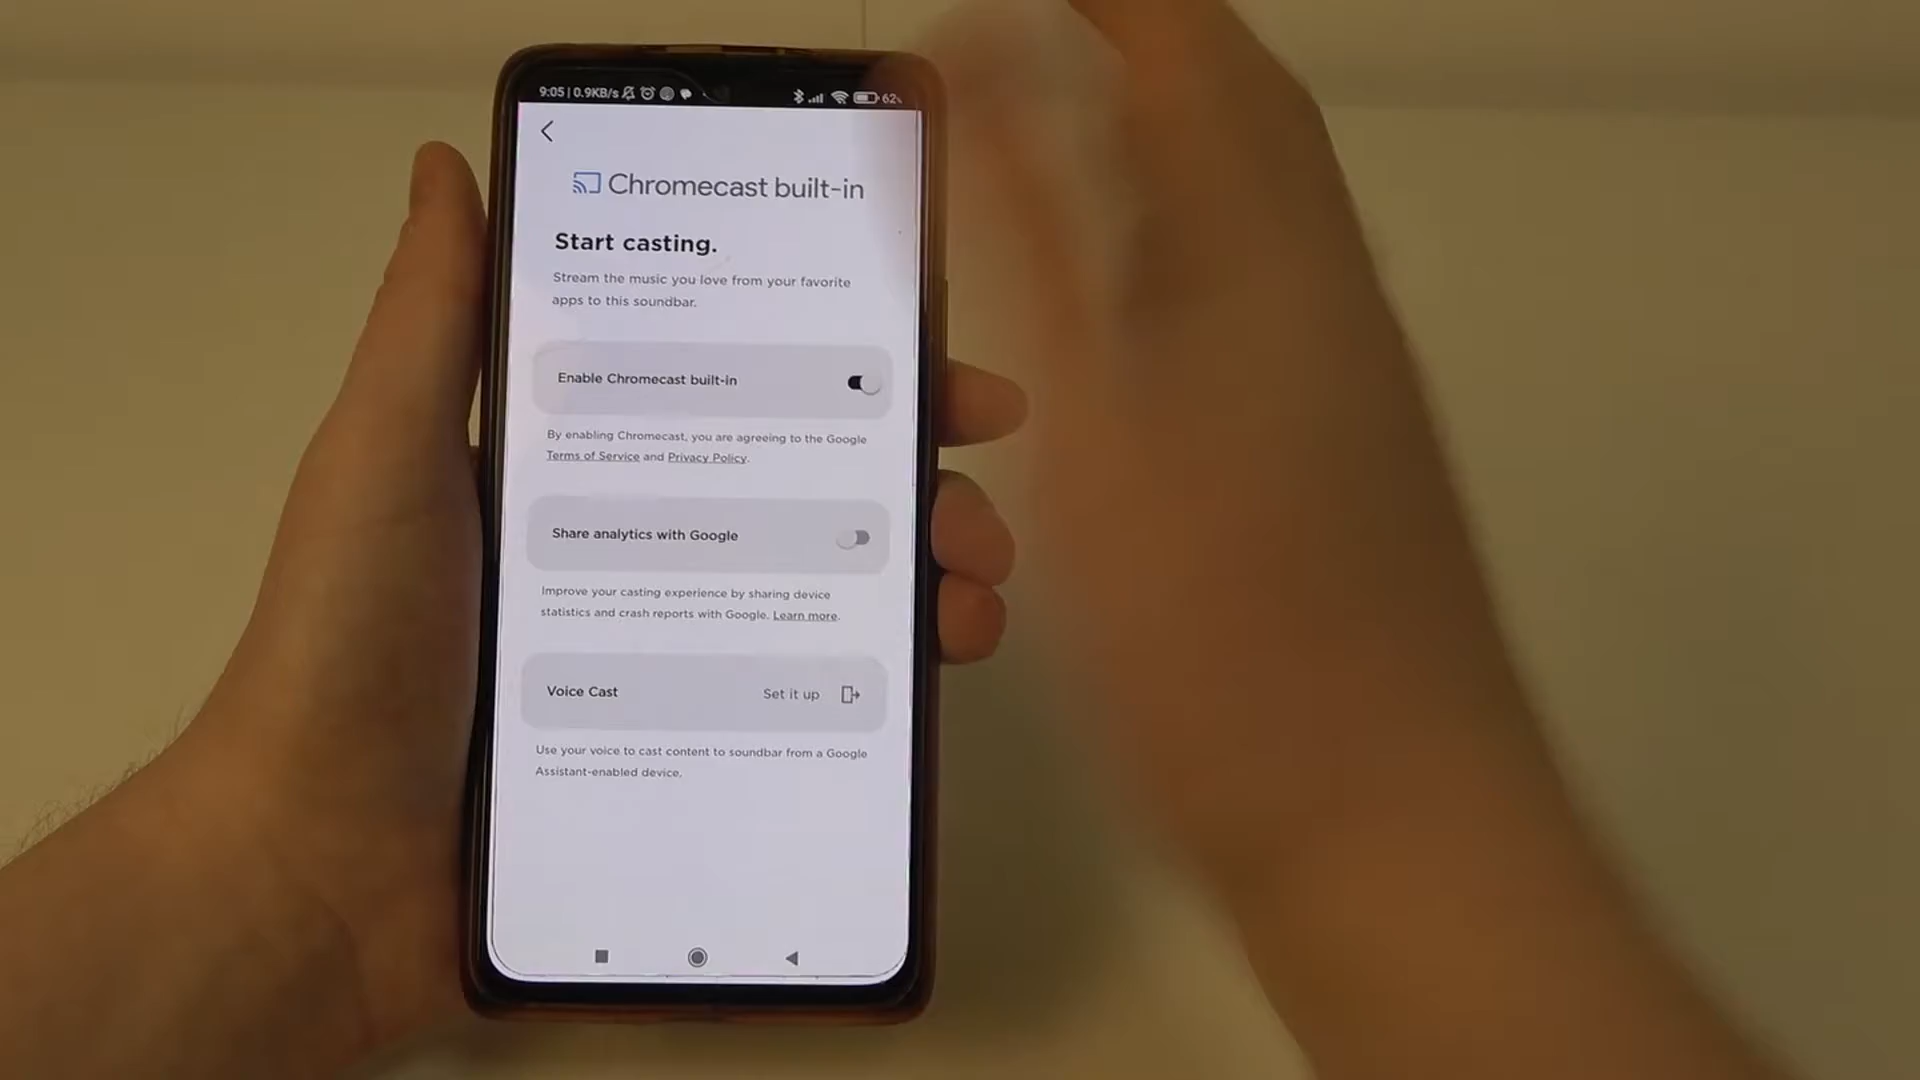 9:05 | 0.9KB/s
62%
Chromecast built-in
Start casting.
Stream the music you love from your favorite
apps to this soundbar.
Enable Chromecast built-in
By enabling Chromecast, you are agreeing to the Google
Terms of Service and Privacy Policy.
Share analytics with Google
Improve your casting experience by sharing device
statistics and crash reports with Google. Learn more.
Voice Cast
Set it up
Use your voice to cast content to soundbar from a Google
Assistant-enabled device.